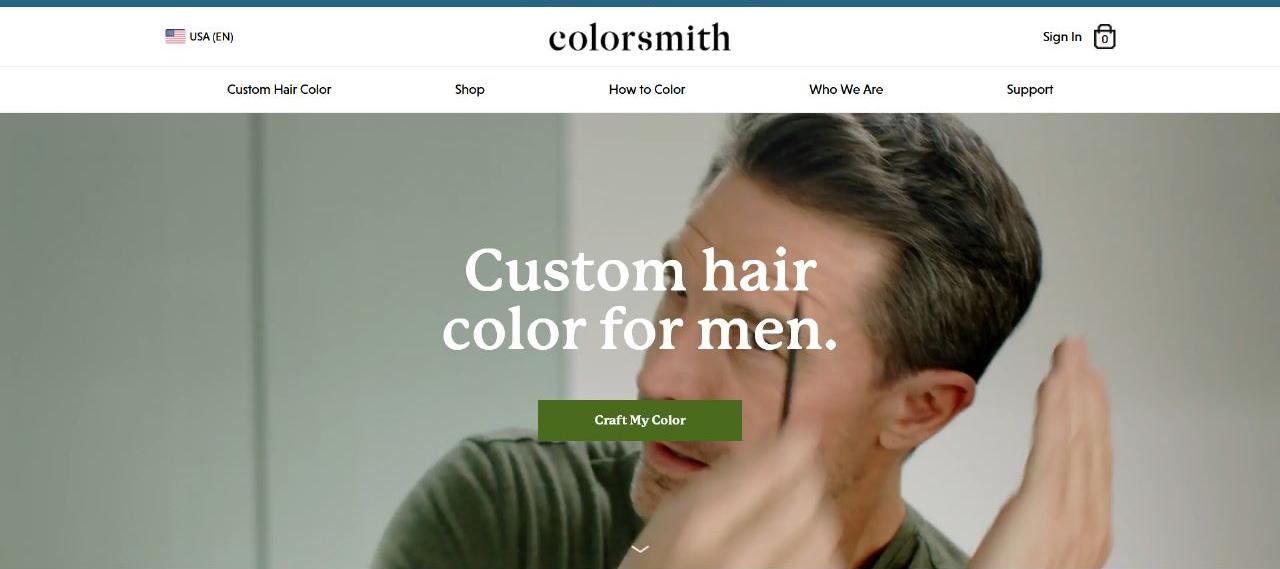 USA (EN)
colorsmith
Sign In
0
Custom Hair Color
Shop
How to Color
Who We Are
Support
Custom hair
color for men.
Craft My Color